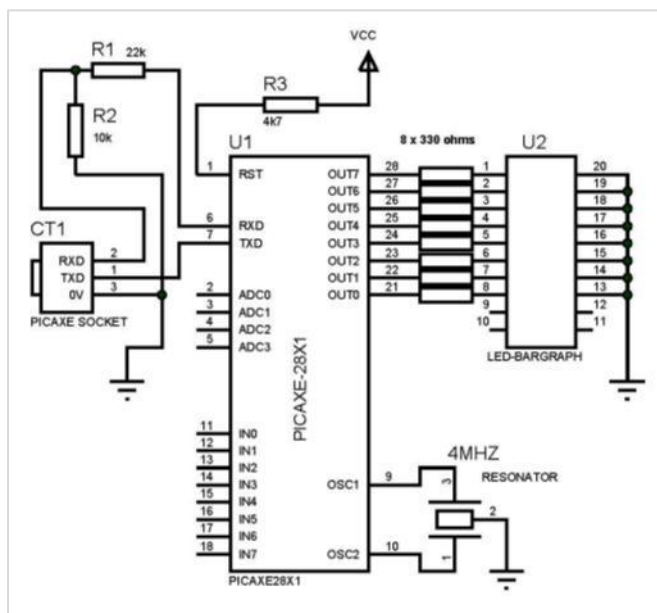 VCC
R1 22k
R3
4k7
R2
10k
8 x 330 ohms
U1
U2
1 RST
OUT7 28 1 20
OUT6 27 2 19
OUT5 26 3 18
6 RXD
OUT4 25 4 17
7 TXD
OUT3 24 5 16
OUT2 23 6 15
OUT1 22 7 14
OUT0 21 8 13
9 12
10 11
LED-BARGRAPH
CT1
RXD 2
TXD 1
0V 3
PICAXE SOCKET
2 ADC0
3 ADC1
4 ADC2
5 ADC3
PICAXE-28X1
11 IN0
12 IN1
13 IN2
14 IN3
15 IN4
16 IN5
17 IN6
18 IN7
OSC1 9
OSC2 10
4MHZ
RESONATOR
3
2
1
PICAXE28X1